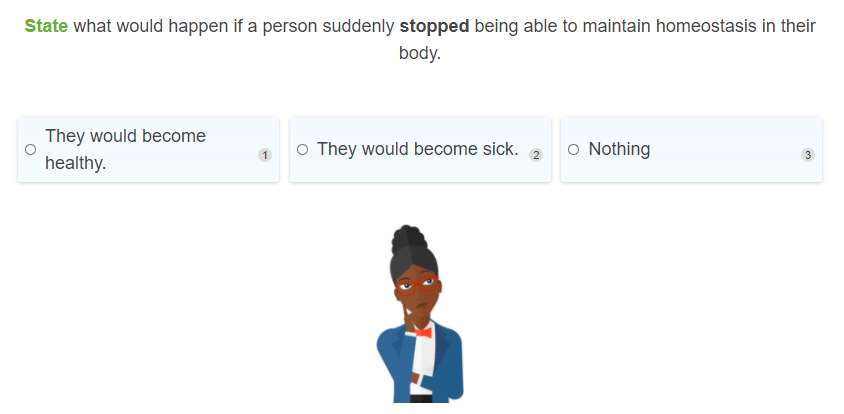 State what would happen if a person suddenly stopped being able to maintain homeostasis in their
body.
They would become
healthy.
1
They would become sick.
2
Nothing
3